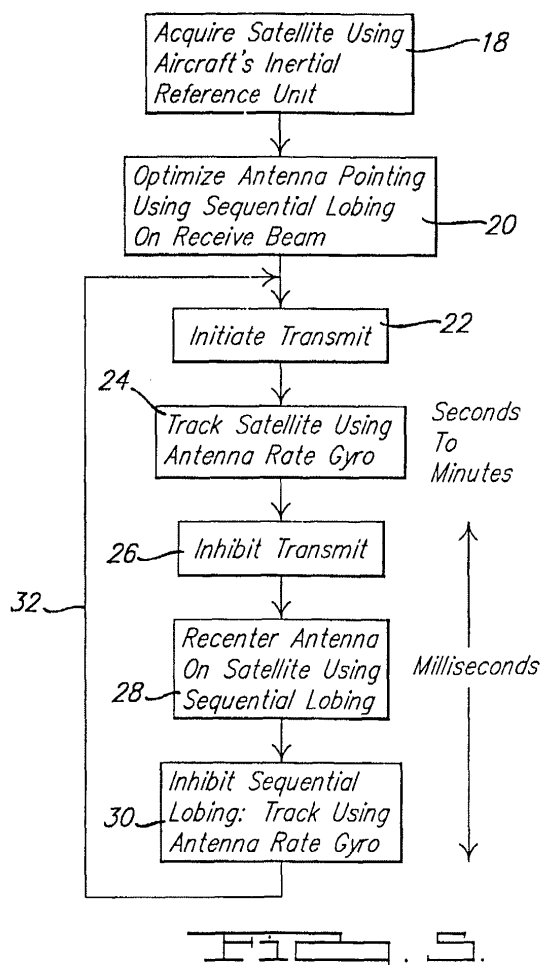 Acquire Satellite Using
Aircraft's Inertial
Reference Unit
18
Optimize Antenna Pointing
Using Sequential Lobing
On Receive Beam
20
Initiate Transmit
22
24
Track Satellite Using
Antenna Rate Gyro
Seconds
To
Minutes
Inhibit Transmit
26
32
Recenter Antenna
On Satellite Using
Sequential Lobing
28
Milliseconds
Inhibit Sequential
Lobing: Track Using
Antenna Rate Gyro
30
Fig. 5.